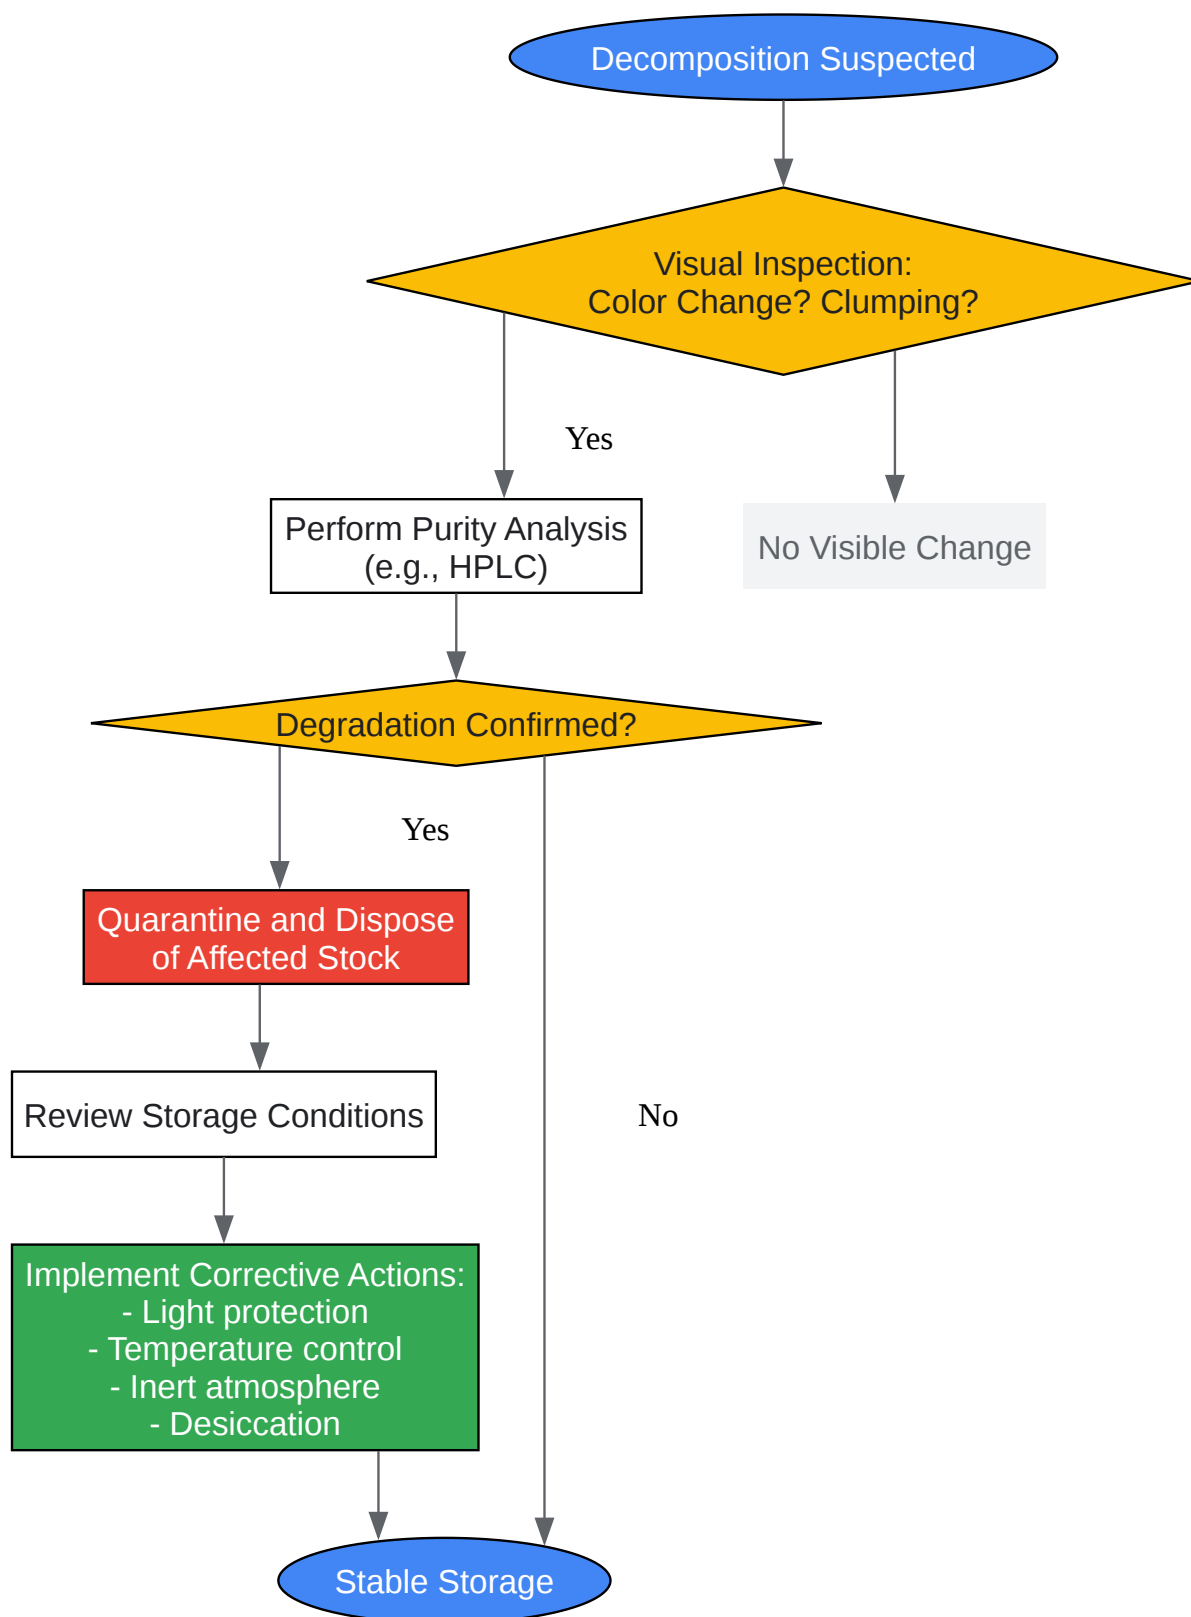 Decomposition Suspected
Visual Inspection:
Color Change? Clumping?
Yes
Perform Purity Analysis
(e.g., HPLC)
No Visible Change
Degradation Confirmed?
Yes
Quarantine and Dispose
of Affected Stock
Review Storage Conditions
No
Implement Corrective Actions:
- Light protection
- Temperature control
- Inert atmosphere
- Desiccation
Stable Storage